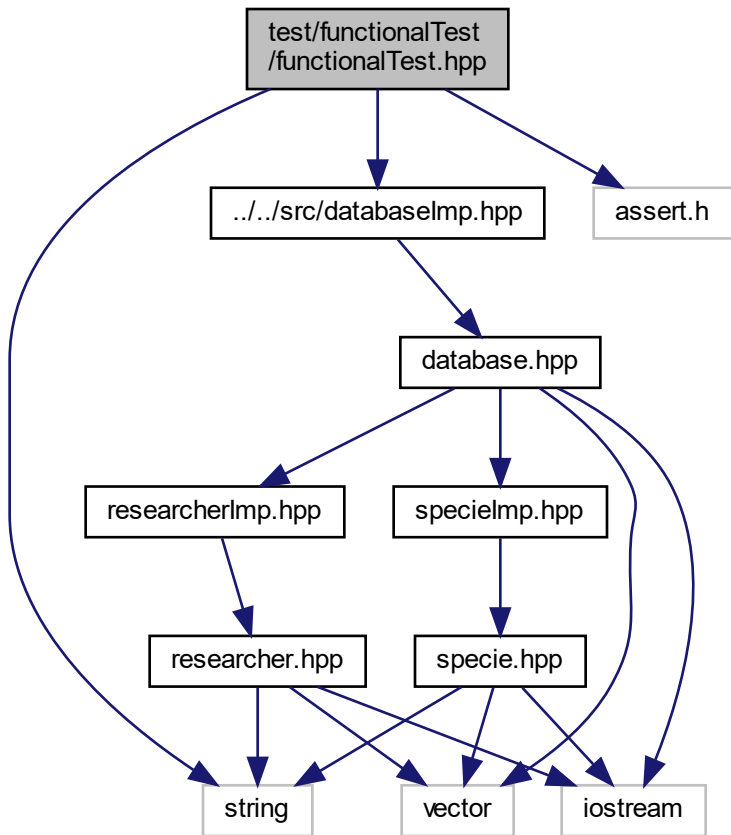 test/functionalTest
/functionalTest.hpp
../../src/databaseImp.hpp
assert.h
database.hpp
researcherImp.hpp
specieImp.hpp
researcher.hpp
specie.hpp
string
vector
iostream